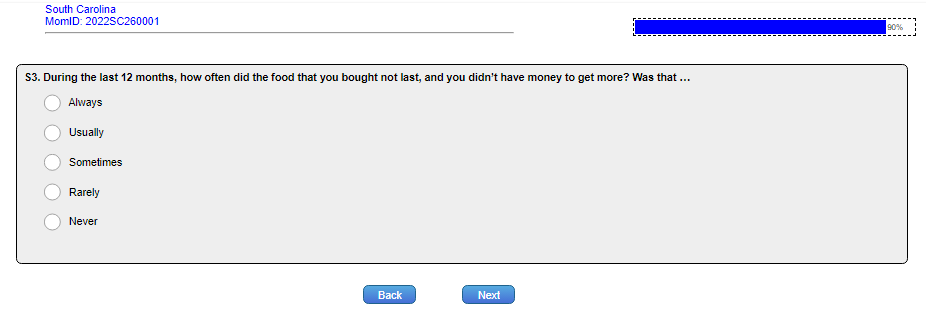 South Carolina
MomID: 2022SC260001
90%
S3. During the last 12 months, how often did the food that you bought not last, and you didn't have money to get more? Was that ...
Always
Usually
Sometimes
Rarely
Never
Back
Next